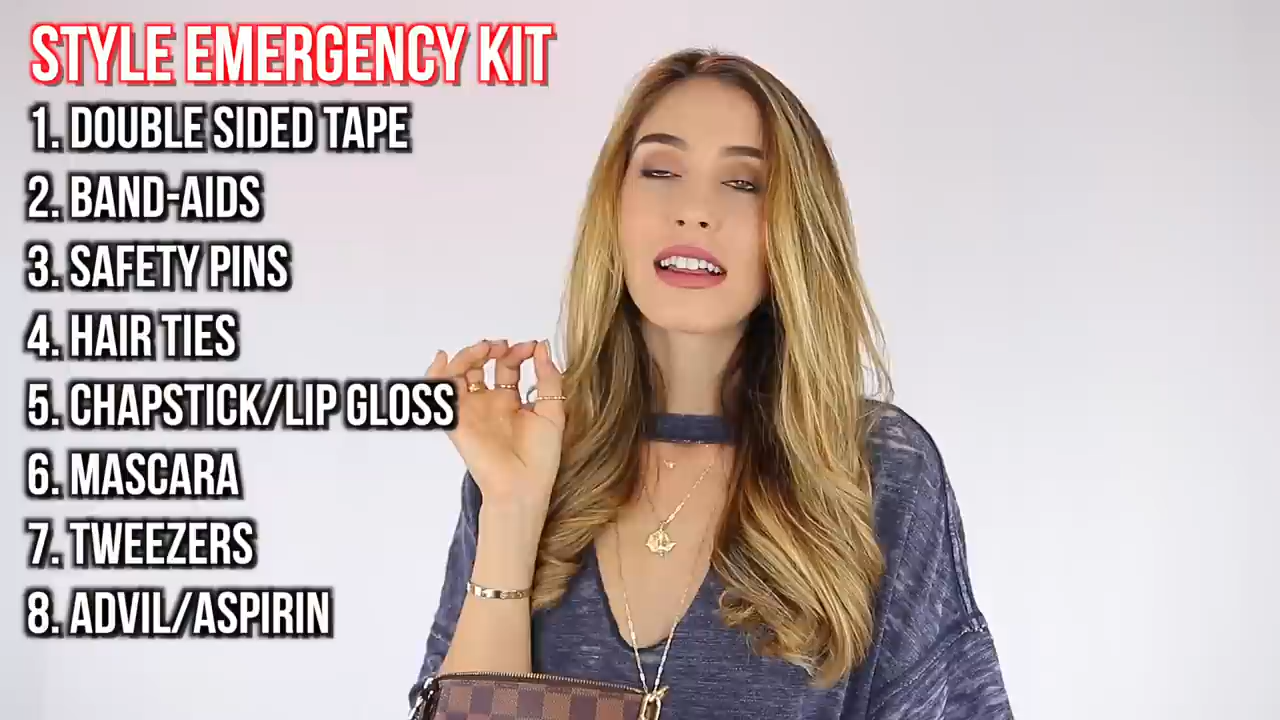 STYLE EMERGENCY KIT
1. DOUBLE SIDED TAPE
2. BAND-AIDS
3. SAFETY PINS
4. HAIR TIES
5. CHAPSTICK/LIP GLOSS
6. MASCARA
7. TWEEZERS
8. ADVIL/ASPIRIN